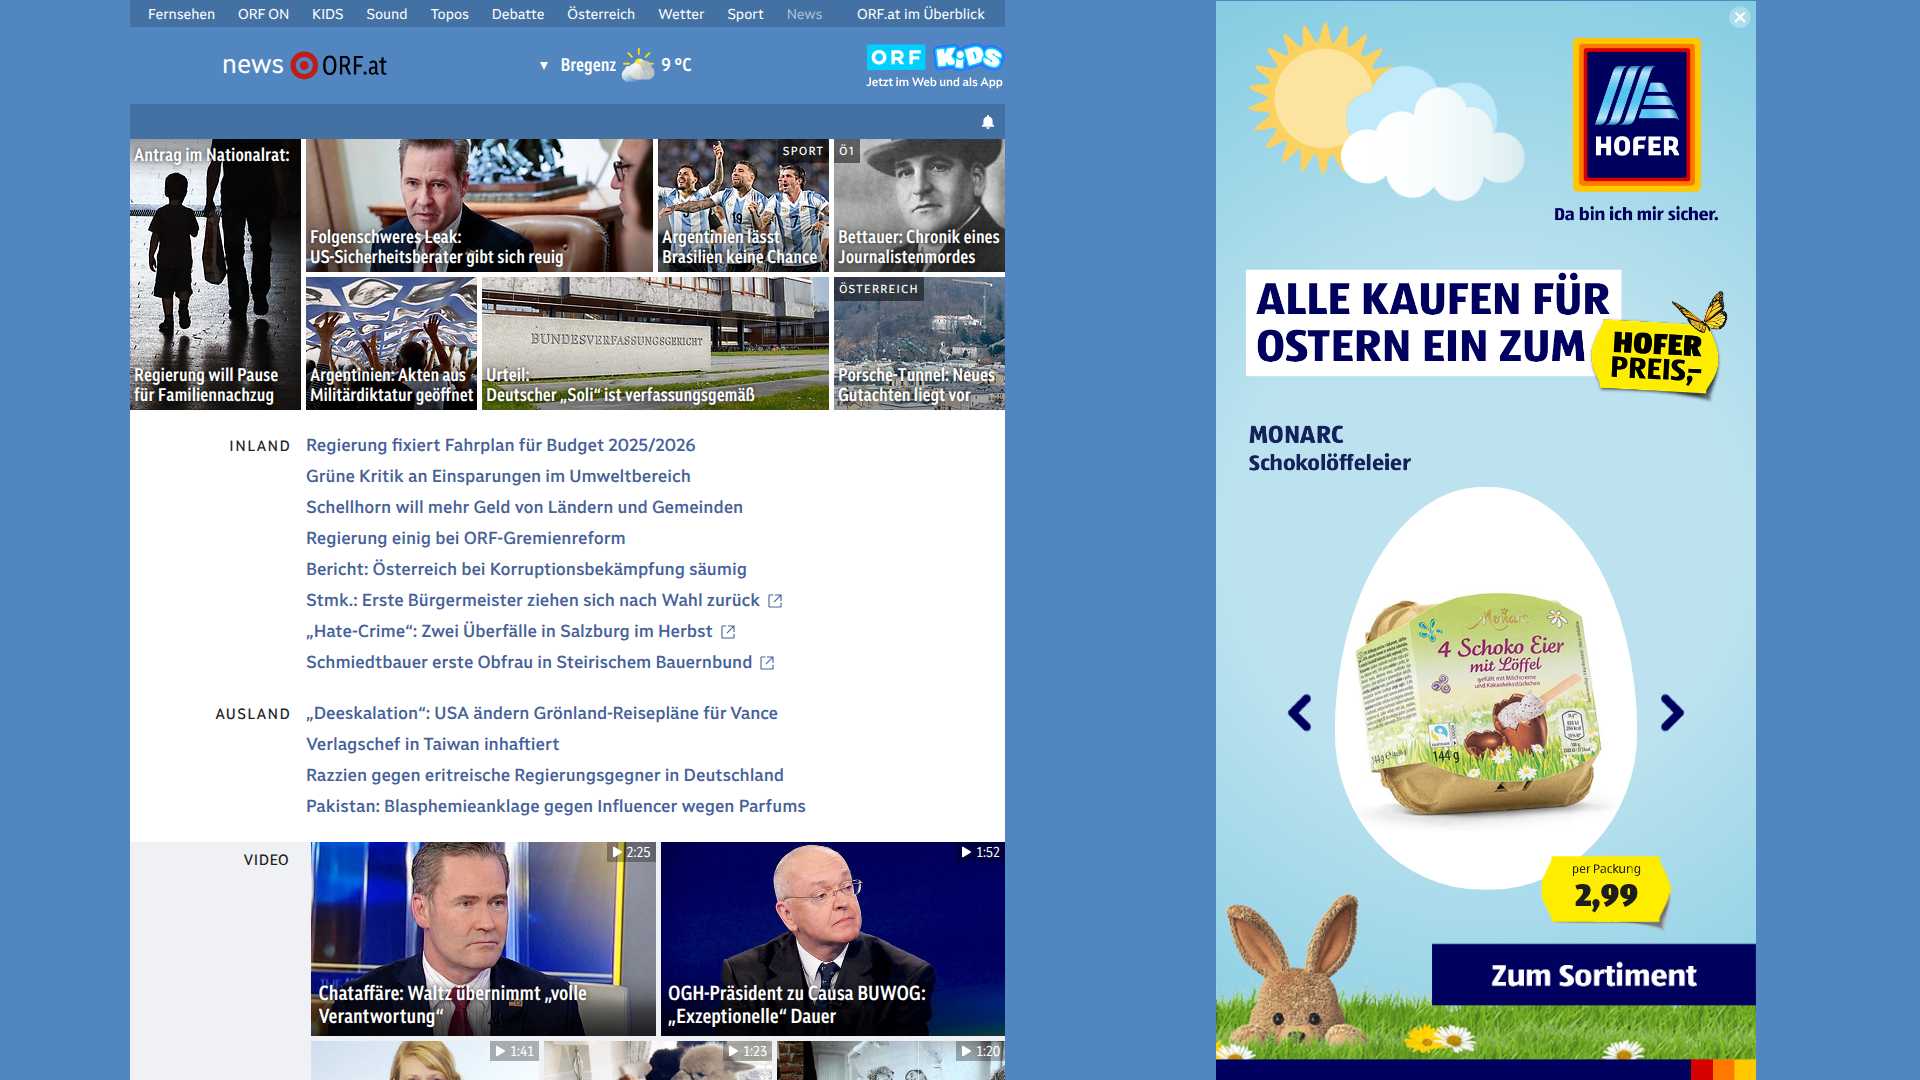 Fernsehen ORF ON KIDS Sound Topos Debatte Österreich Wetter Sport News ORF.at im Überblick
news ORF.at
Bregenz 9 °C
ORF KiDS
Jetzt im Web und als App
Antrag im Nationalrat:
Regierung will Pause
für Familiennachzug
Folgenschweres Leak:
US-Sicherheitsberater gibt sich reuig
SPORT
Argentinien lässt
Brasilien keine Chance
Ö1
Bettauer: Chronik eines
Journalistenmordes
Argentinien: Akten aus
Militärdiktatur geöffnet
BUNDESVERFASSUNGSGERICHT
Urteil:
Deutscher „Soli“ ist verfassungsgemäß
ÖSTERREICH
Porsche-Tunnel: Neues
Gutachten liegt vor
INLAND
Regierung fixiert Fahrplan für Budget 2025/2026
Grüne Kritik an Einsparungen im Umweltbereich
Schellhorn will mehr Geld von Ländern und Gemeinden
Regierung einig bei ORF-Gremienreform
Bericht: Österreich bei Korruptionsbekämpfung säumig
Stmk.: Erste Bürgermeister ziehen sich nach Wahl zurück
„Hate-Crime“: Zwei Überfälle in Salzburg im Herbst
Schmiedtbauer erste Obfrau in Steirischem Bauernbund
AUSLAND
„Deeskalation“: USA ändern Grönland-Reisepläne für Vance
Verlagschef in Taiwan inhaftiert
Razzien gegen eritreische Regierungsgegner in Deutschland
Pakistan: Blasphemieanklage gegen Influencer wegen Parfums
VIDEO
2:25
Chataffäre: Waltz übernimmt „volle
Verantwortung“
1:52
OGH-Präsident zu Causa BUWOG:
„Exzeptionelle“ Dauer
1:41
1:23
1:20
HOFER
Da bin ich mir sicher.
ALLE KAUFEN FÜR
OSTERN EIN ZUM
HOFER
PREIS,-
MONARC
Schokolöffeleier
Monarc
4 Schoko Eier
mit Löffel
gefüllt mit Milchcreme
und Kakaokeksstückchen
144 g
per Packung
2,99
Zum Sortiment